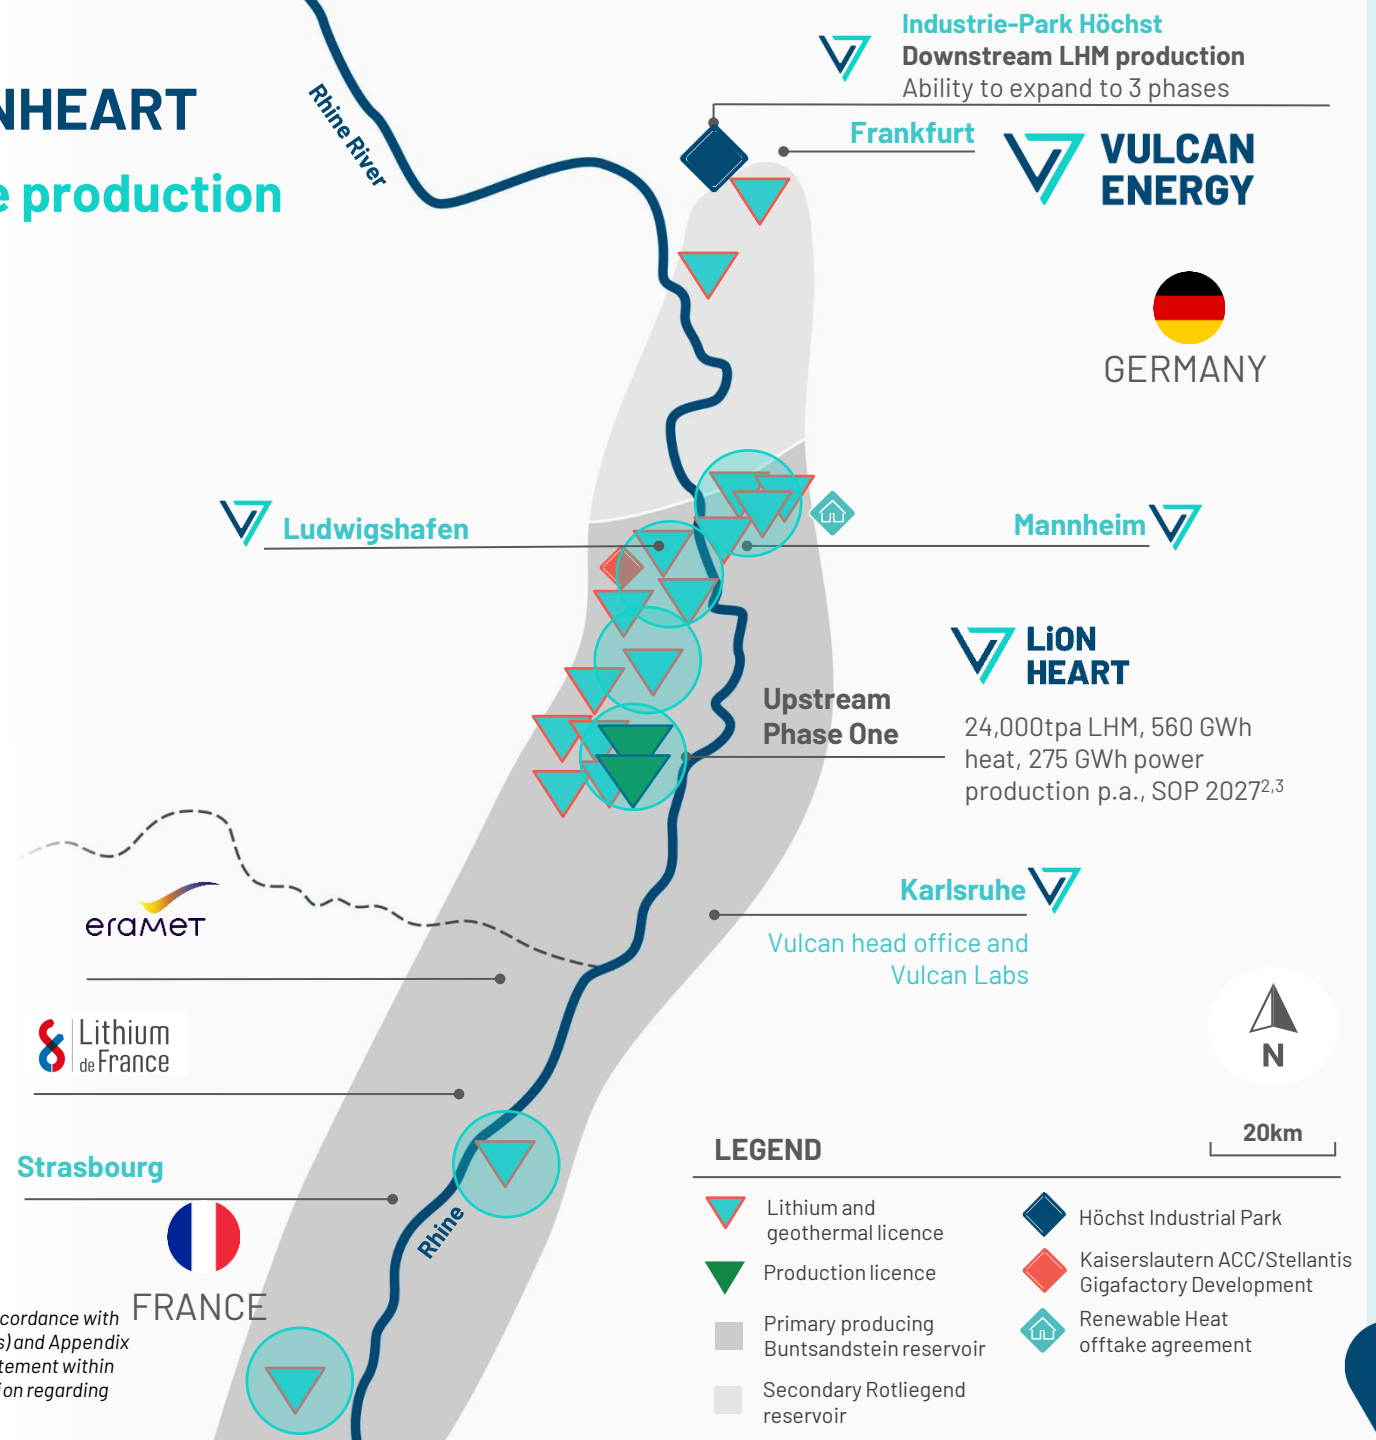 Industrie-Park Höchst
Downstream LHM production
Ability to expand to 3 phases
NHEART
e production
Rhine River
Frankfurt
VULCAN
ENERGY
GERMANY
Ludwigshafen
Mannheim
LiON
HEART
Upstream
Phase One
24,000tpa LHM, 560 GWh
heat, 275 GWh power
production p.a., SOP 2027²,³
eramet
Karlsruhe
Vulcan head office and
Vulcan Labs
Lithium
de France
N
20km
Strasbourg
Rhine
FRANCE
cordance with
s) and Appendix
tement within
ion regarding
LEGEND
Lithium and
geothermal licence
Production licence
Primary producing
Buntsandstein reservoir
Secondary Rotliegend
reservoir
Höchst Industrial Park
Kaiserslautern ACC/Stellantis
Gigafactory Development
Renewable Heat
offtake agreement